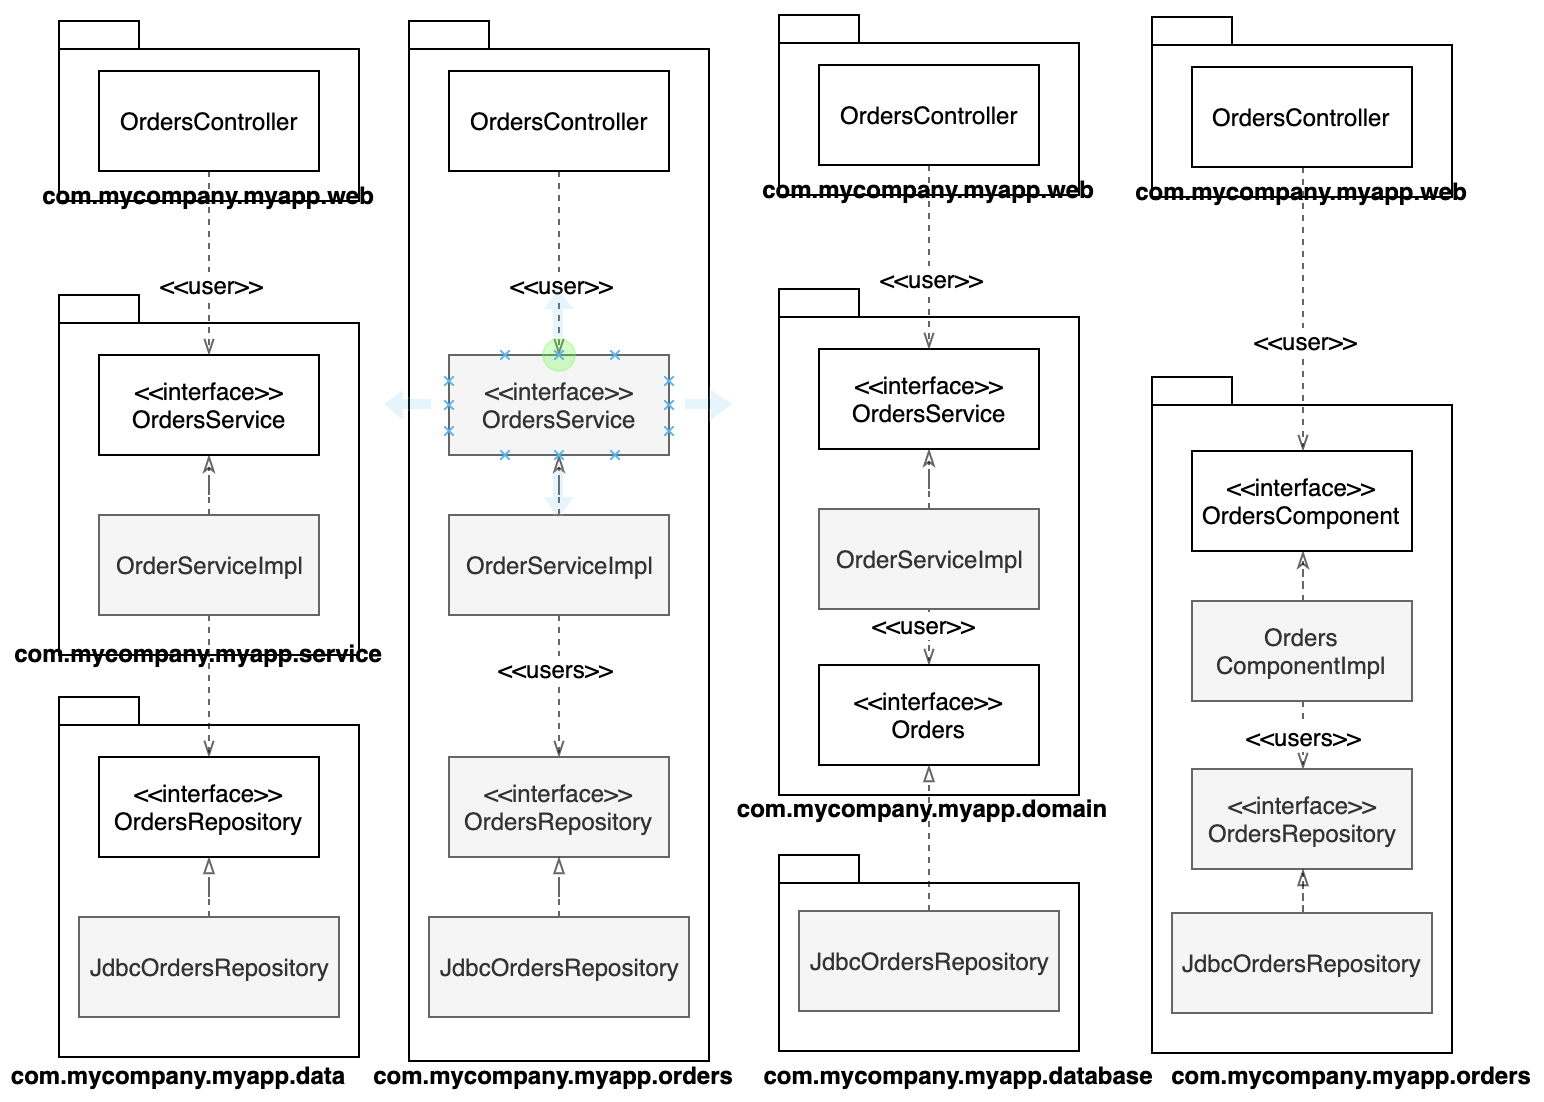 OrdersController
com.mycompany.myapp.web
<<user>>
<<interface>>
OrdersService
OrderServiceImpl
com.mycompany.myapp.service
<<interface>>
OrdersRepository
JdbcOrdersRepository
com.mycompany.myapp.data
OrdersController
<<user>>
<<interface>>
OrdersService
OrderServiceImpl
<<users>>
<<interface>>
OrdersRepository
JdbcOrdersRepository
com.mycompany.myapp.orders
OrdersController
com.mycompany.myapp.web
<<user>>
<<interface>>
OrdersService
OrderServiceImpl
<<user>>
<<interface>>
Orders
com.mycompany.myapp.domain
JdbcOrdersRepository
com.mycompany.myapp.database
OrdersController
com.mycompany.myapp.web
<<user>>
<<interface>>
OrdersComponent
Orders
ComponentImpl
<<users>>
<<interface>>
OrdersRepository
JdbcOrdersRepository
com.mycompany.myapp.orders